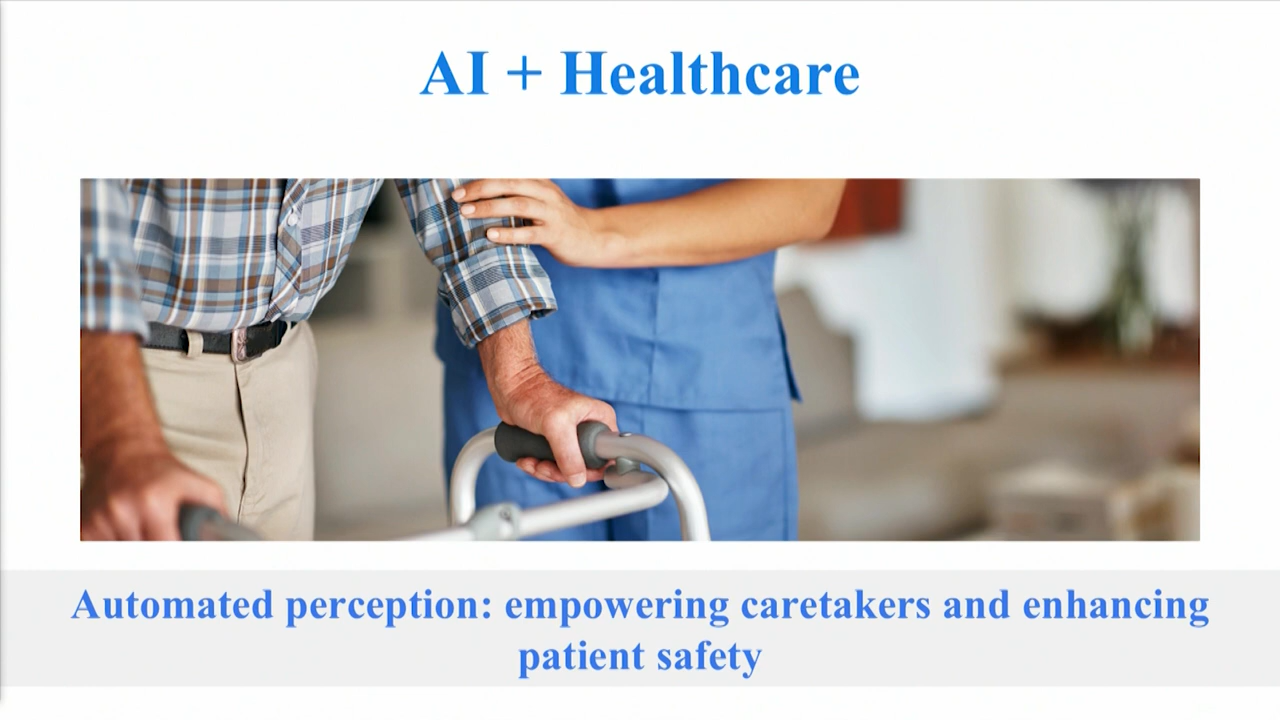 AI + Healthcare
Automated perception: empowering caretakers and enhancing
patient safety